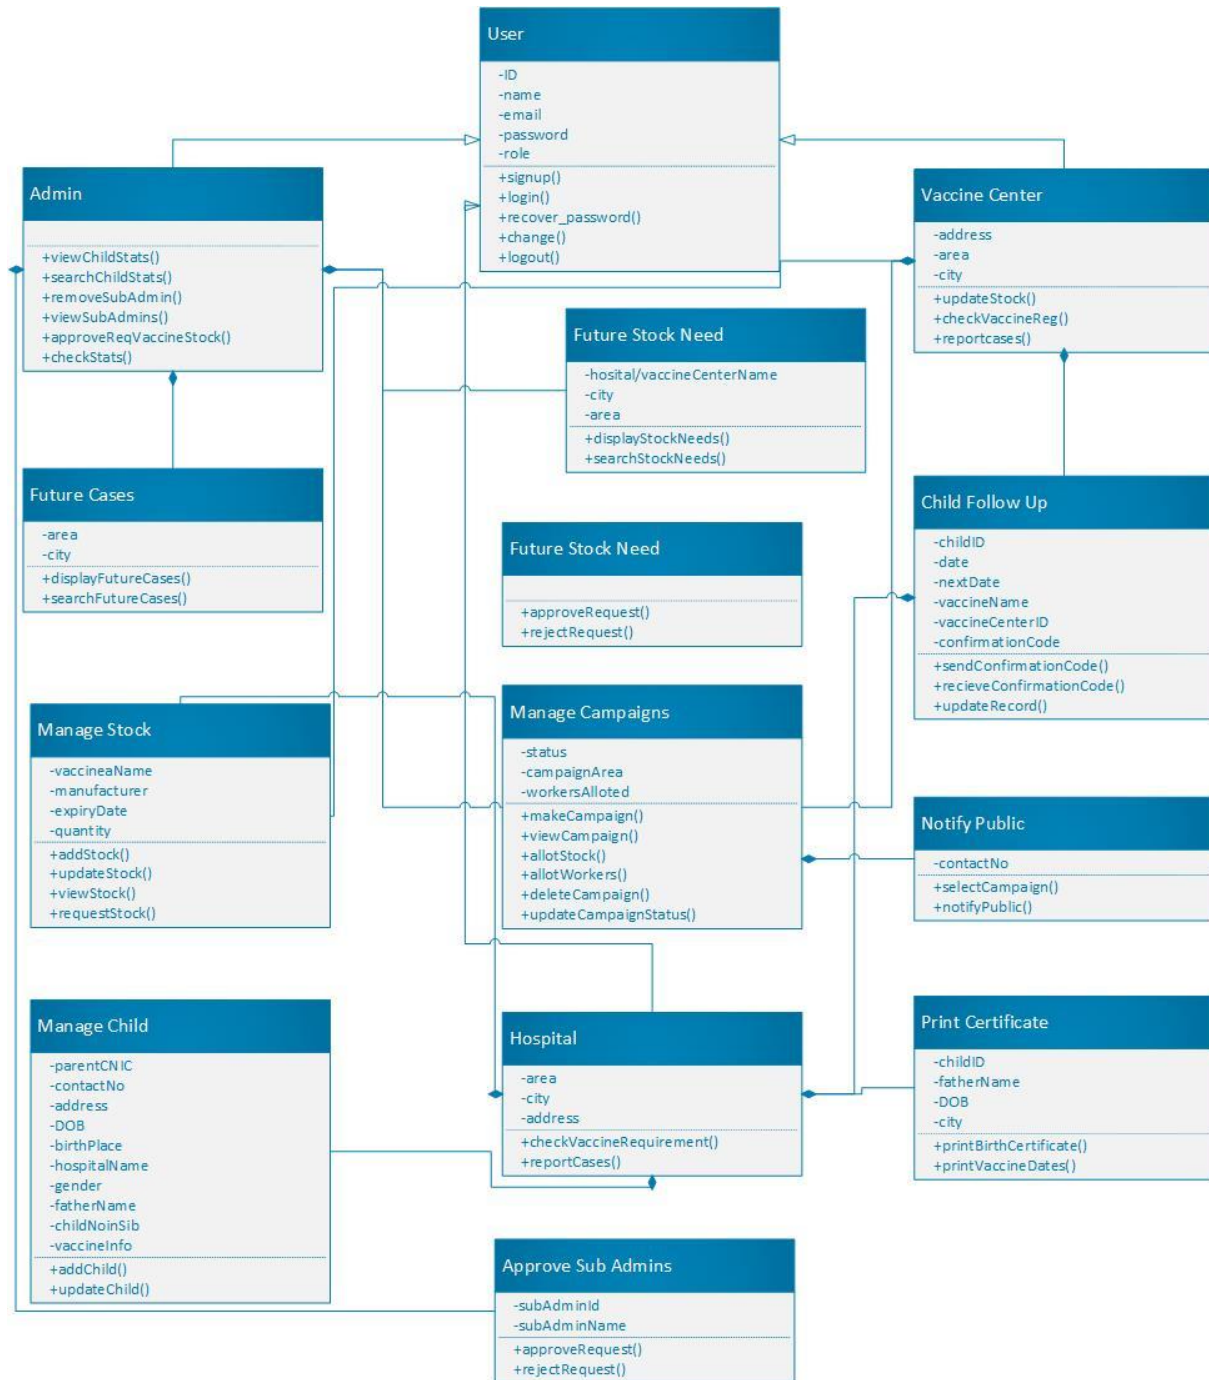 User
-ID
-name
-email
-password
-role
+signup()
+login()
+recover_password()
+change()
+logout()
Admin
+viewChildStats()
+searchChildStats()
+removeSubAdmin()
+viewSubAdmins()
+approveReqVaccineStock()
+checkStats()
Vaccine Center
-address
-area
-city
+updateStock()
+checkVaccineReg()
+reportcases()
Future Stock Need
-hosital/vaccineCenterName
-city
-area
+displayStockNeeds()
+searchStockNeeds()
Future Cases
-area
-city
+displayFutureCases()
+searchFutureCases()
Future Stock Need
+approveRequest()
+rejectRequest()
Child Follow Up
-childID
-date
-nextDate
-vaccineName
-vaccineCenterID
-confirmationCode
+sendConfirmationCode()
+recieveConfirmationCode()
+updateRecord()
Manage Stock
-vaccineaName
-manufacturer
-expiryDate
-quantity
+addStock()
+updateStock()
+viewStock()
+requestStock()
Manage Campaigns
-status
-campaignArea
-workersAlloted
+makeCampaign()
+viewCampaign()
+allotStock()
+allotWorkers()
+deleteCampaign()
+updateCampaignStatus()
Notify Public
-contactNo
+selectCampaign()
+notifyPublic()
Manage Child
-parentCNIC
-contactNo
-address
-DOB
-birthPlace
-hospitalName
-gender
-fatherName
-childNoinSib
-vaccineInfo
+addChild()
+updateChild()
Hospital
-area
-city
-address
+checkVaccineRequirement()
+reportCases()
Print Certificate
-childID
-fatherName
-DOB
-city
+printBirthCertificate()
+printVaccineDates()
Approve Sub Admins
-subAdminId
-subAdminName
+approveRequest()
+rejectRequest()